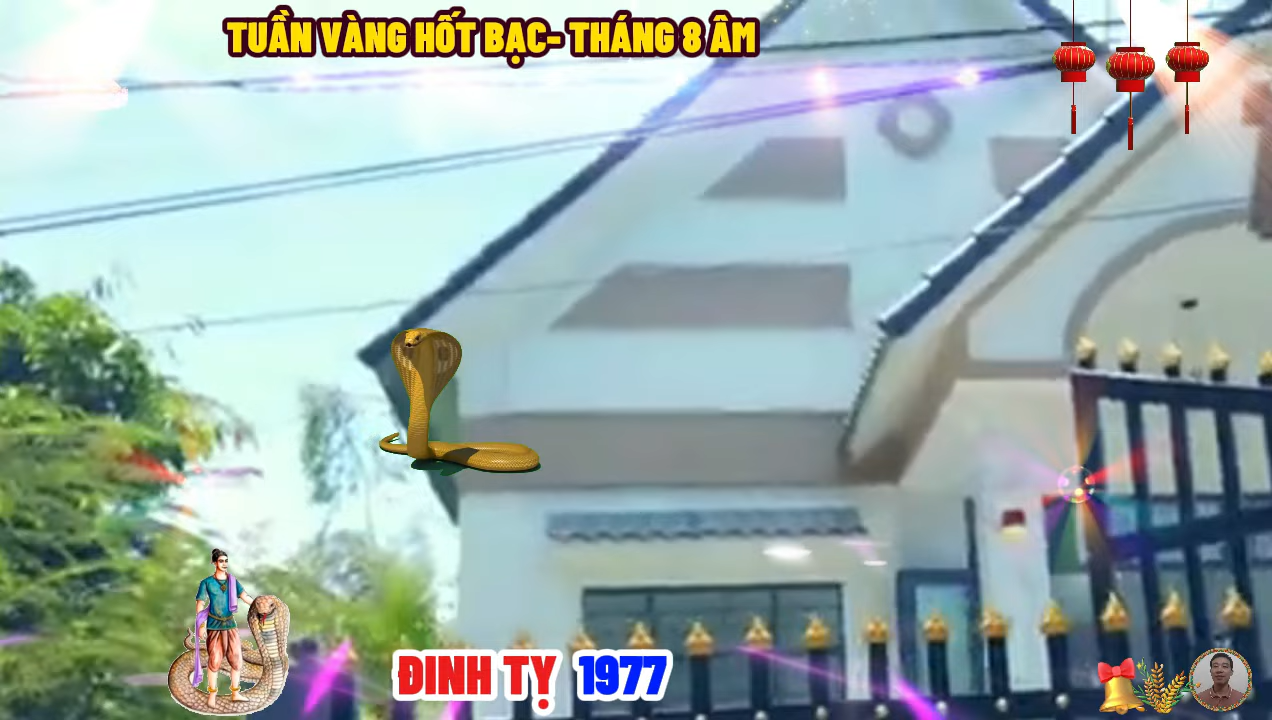 TUẦN VÀNG HỐT BẠC- THÁNG 8 ÂM
ĐINH TỴ 1977